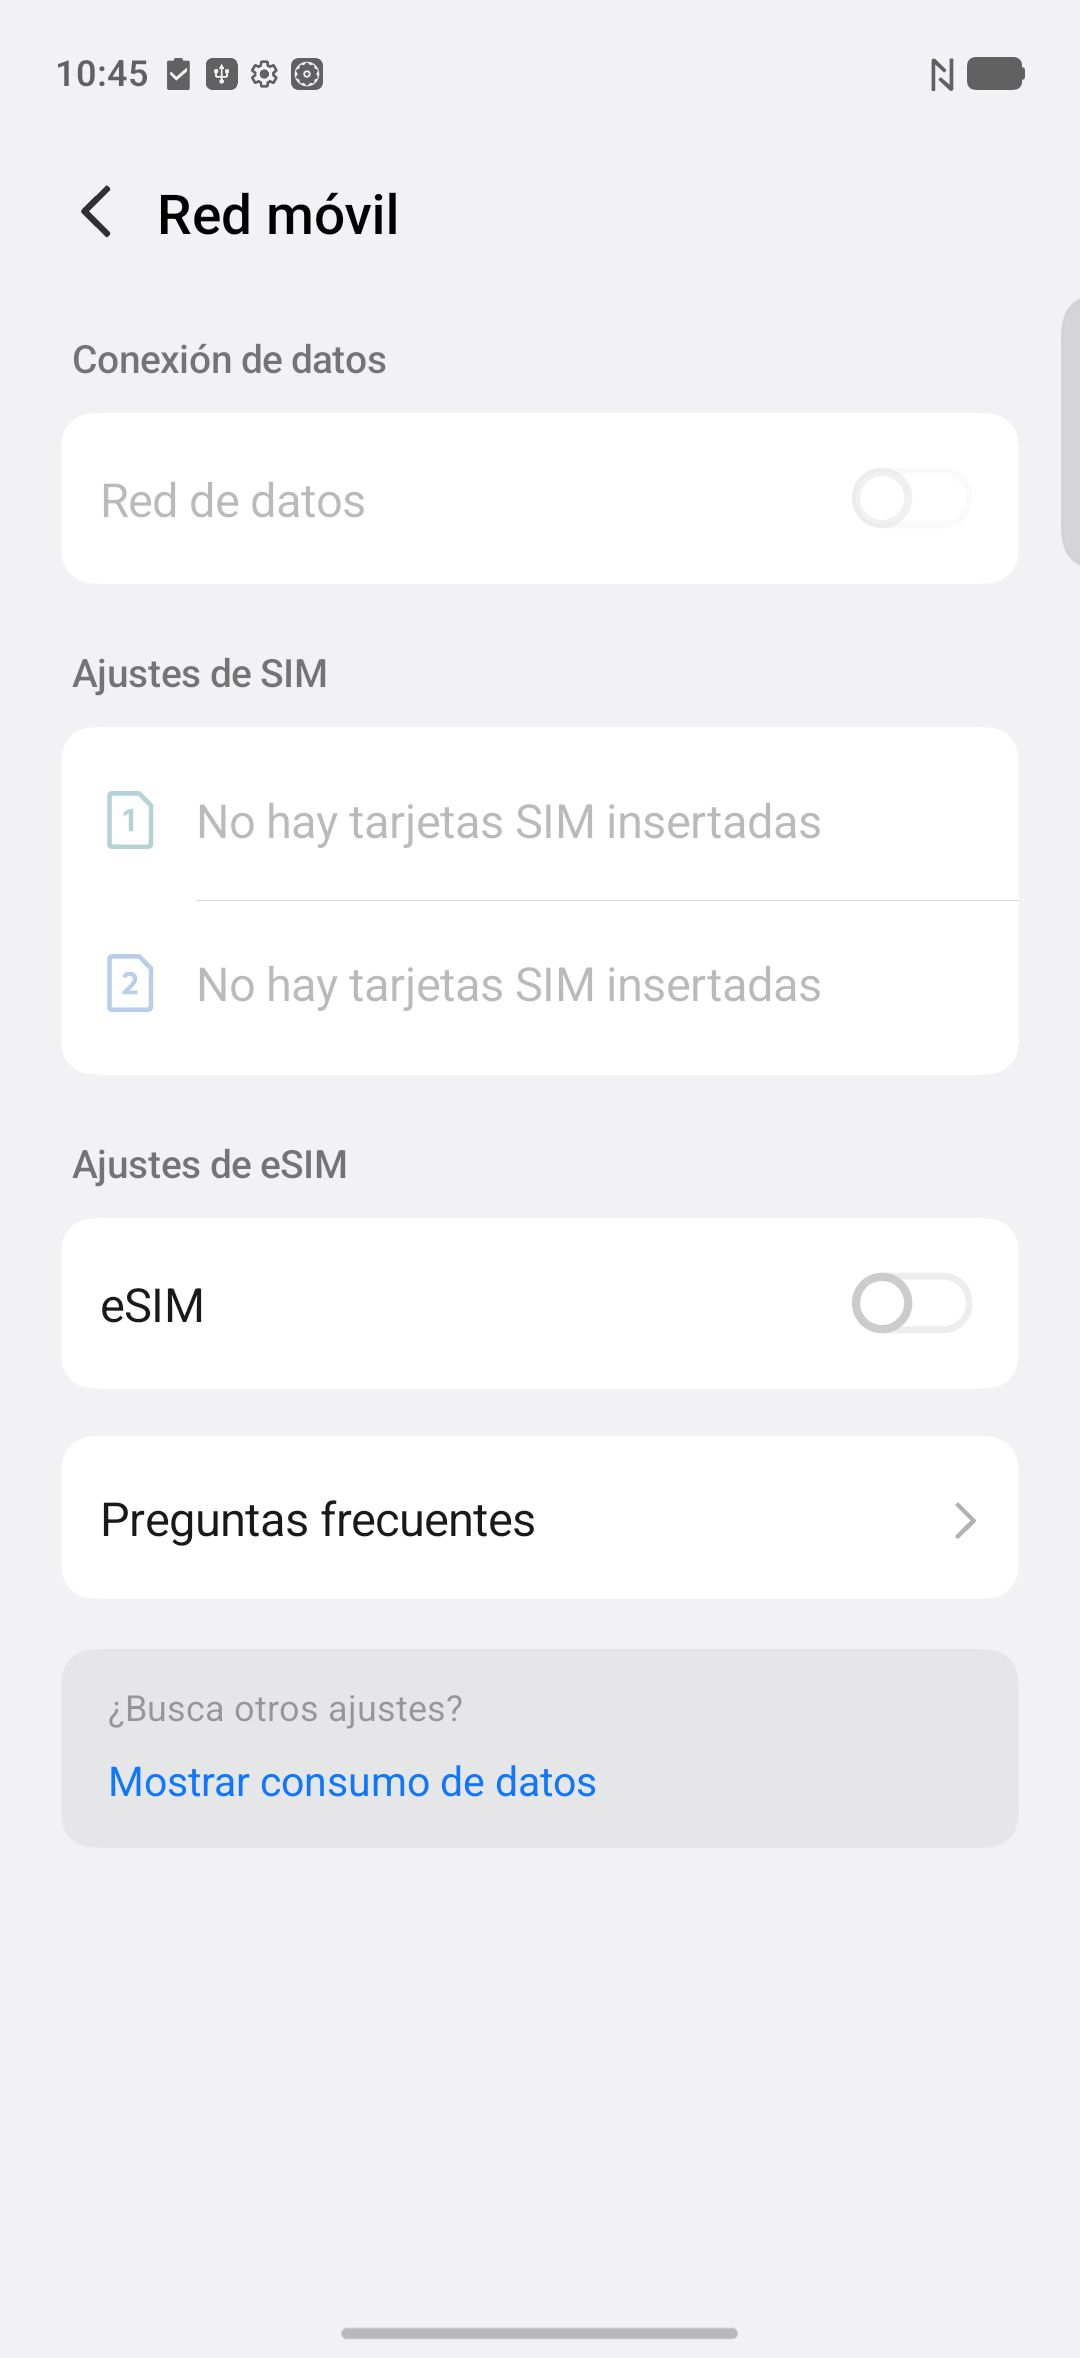 10:45
Red móvil
Conexión de datos
Red de datos
Ajustes de SIM
1 No hay tarjetas SIM insertadas
2 No hay tarjetas SIM insertadas
Ajustes de eSIM
eSIM
Preguntas frecuentes
¿Busca otros ajustes?
Mostrar consumo de datos